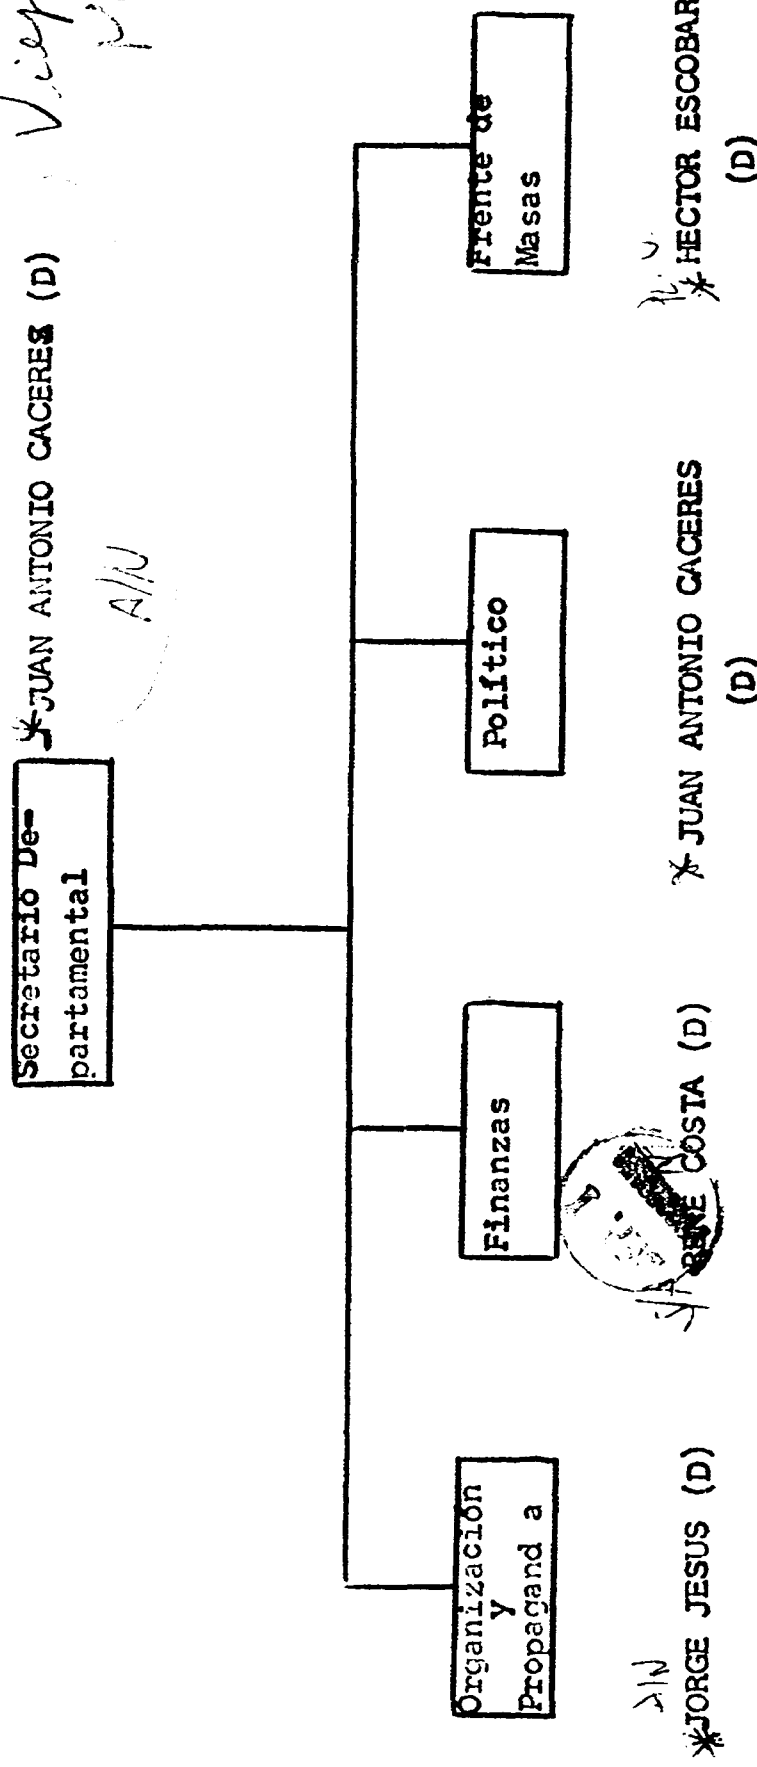 Secretario De-
partamental
*JUAN ANTONIO CACERES (D)
A/N
Organización
y
Propagand a
Finanzas
Político
Frente de
Masas
*JORGE JESUS (D)
RENE COSTA (D)
* JUAN ANTONIO CACERES
(D)
* HECTOR ESCOBAR
(D)